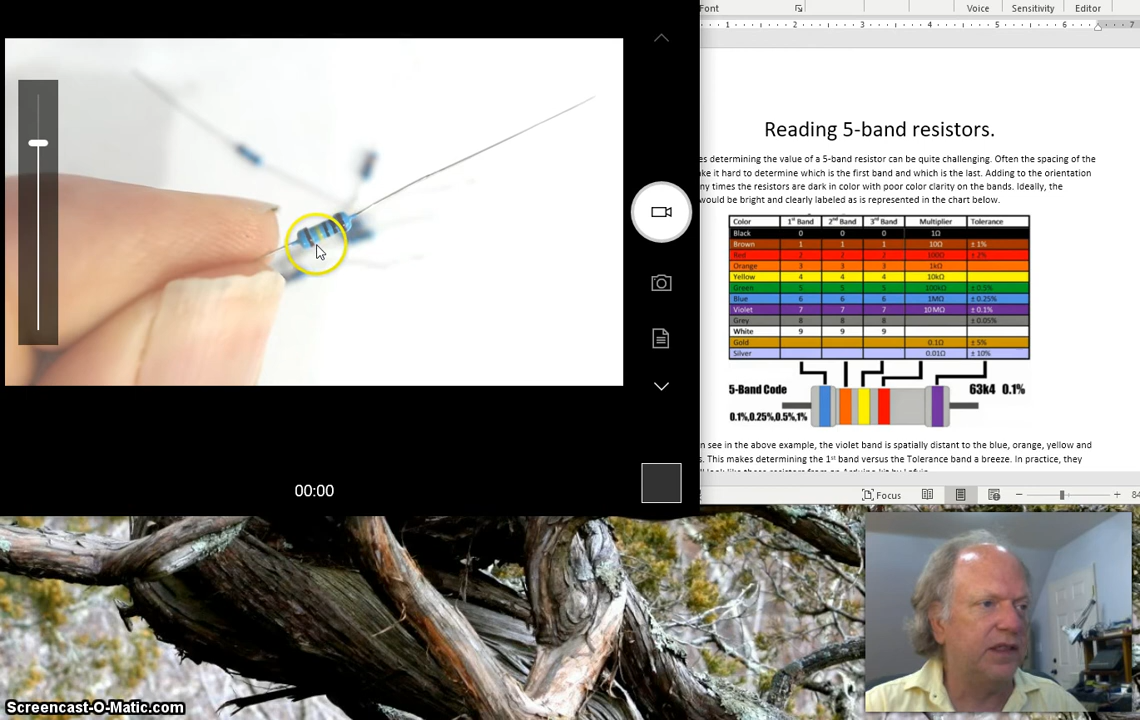 Font
Voice
Sensitivity
Editor
1 2 3 4 5 6 7
Reading 5-band resistors.
es determining the value of a 5-band resistor can be quite challenging. Often the spacing of the
ke it hard to determine which is the first band and which is the last. Adding to the orientation
ny times the resistors are dark in color with poor color clarity on the bands. Ideally, the
would be bright and clearly labeled as is represented in the chart below.
Color 1st Band 2nd Band 3rd Band Multiplier Tolerance
Black 0 0 0 1Ω
Brown 1 1 1 10Ω ± 1%
Red 2 2 2 100Ω ± 2%
Orange 3 3 3 1kΩ
Yellow 4 4 4 10kΩ
Green 5 5 5 100kΩ ± 0.5%
Blue 6 6 6 1MΩ ± 0.25%
Violet 7 7 7 10MΩ ± 0.1%
Grey 8 8 8 ± 0.05%
White 9 9 9
Gold 0.1Ω ± 5%
Silver 0.01Ω ± 10%
5-Band Code
63k4 0.1%
0.1%,0.25%,0.5%,1%
n see in the above example, the violet band is spatially distant to the blue, orange, yellow and
s. This makes determining the 1st band versus the Tolerance band a breeze. In practice, they
Focus
84
00:00
Screencast-O-Matic.com